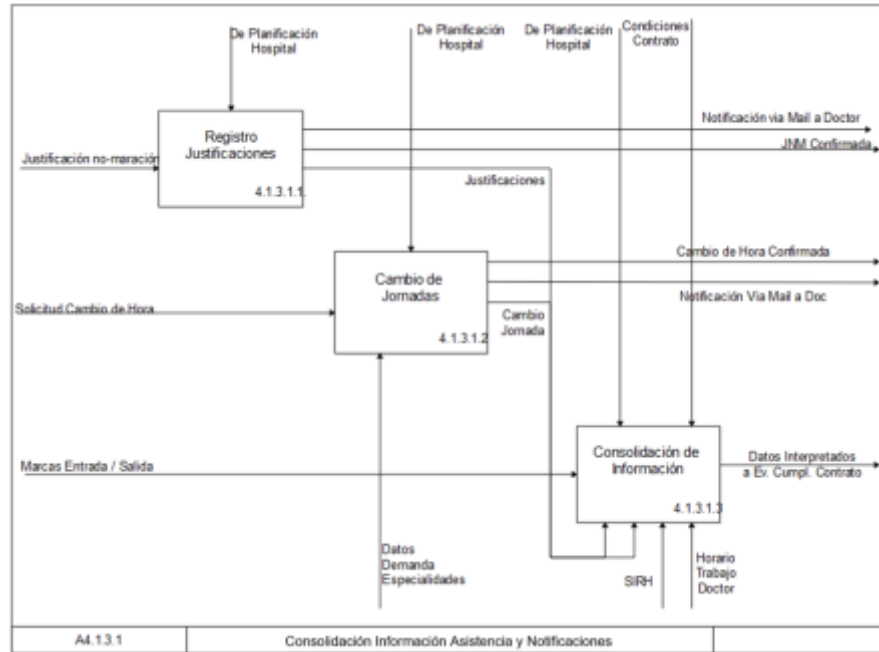 De Planificación
Hospital
De Planificación
Hospital
De Planificación
Hospital
Condiciones
Contrato
Registro
Justificaciones
4.1.3.1.1.
Justificación no-maración
Notificación via Mail a Doctor
JNM Confirmada
Justificaciones
Cambio de
Jornadas
4.1.3.1.2
Solicitud Cambio de Hora
Cambio de Hora Confirmada
Notificación Via Mail a Doc
Cambio
Jornada
Marcas Entrada / Salida
Consolidación de
Información
4.1.3.1.3
Datos Interpretados
a Ev. Cumpl. Contrato
Datos
Demanda
Especialidades
SIRH
Horario
Trabajo
Doctor
A4.1.3.1
Consolidación Información Asistencia y Notificaciones